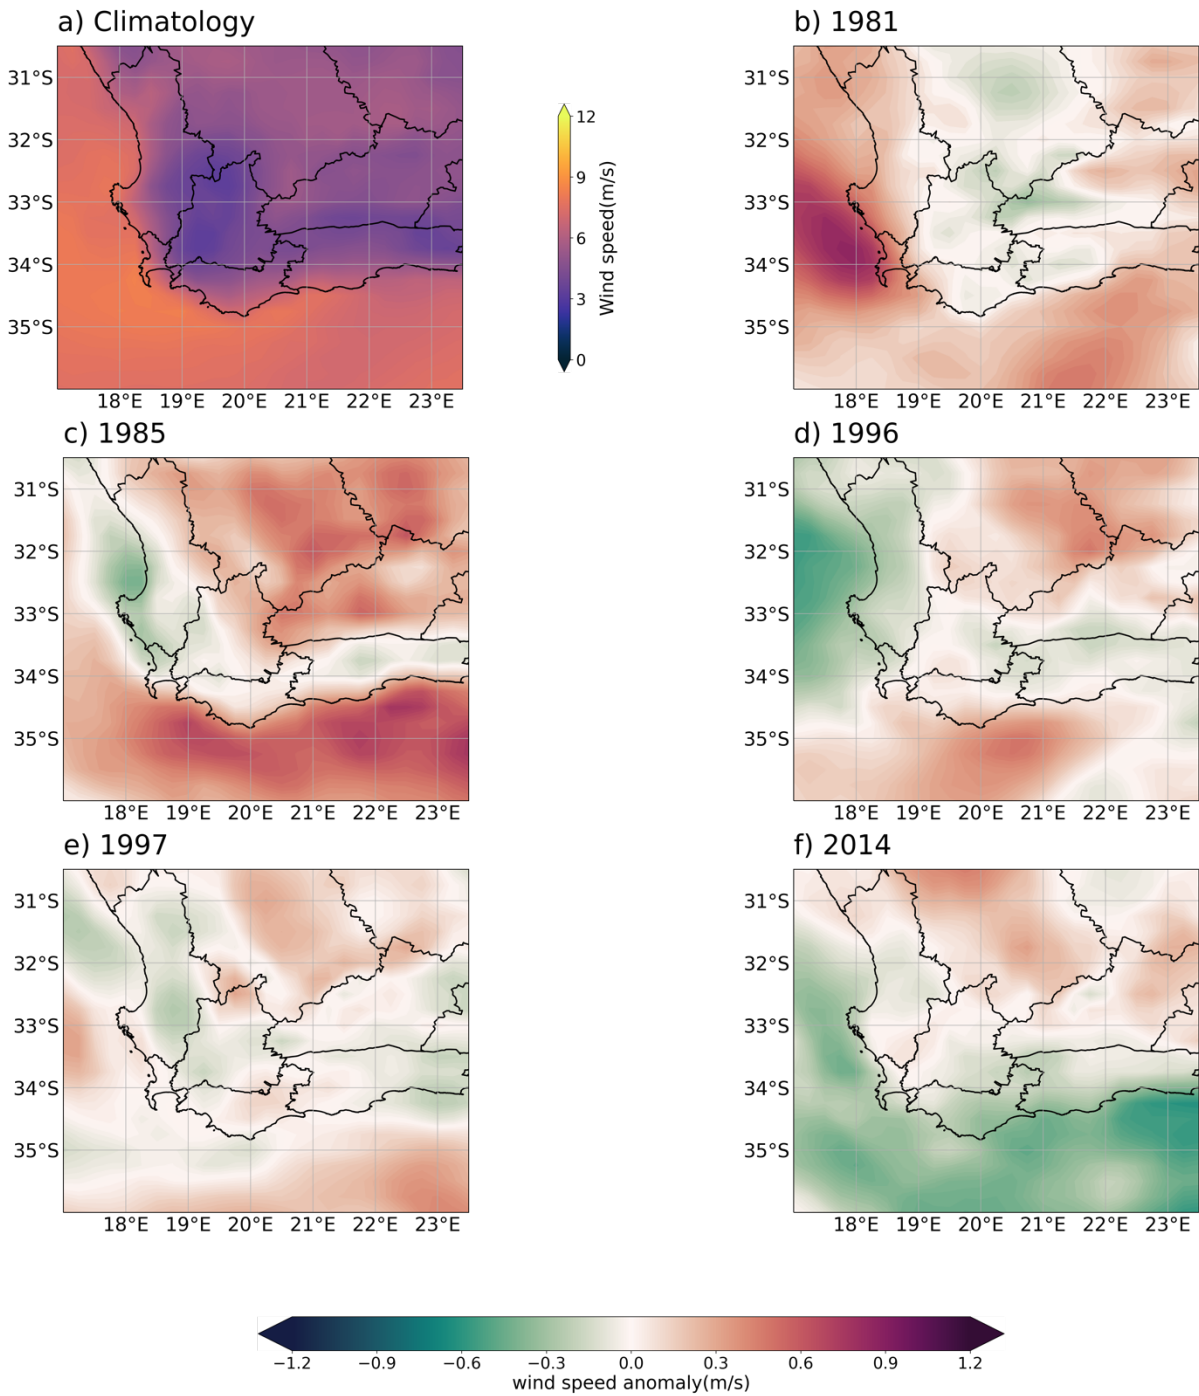 a) Climatology
31°S
32°S
33°S
34°S
35°S
18°E 19°E 20°E 21°E 22°E 23°E
12
9
6
3
0
Wind speed(m/s)
b) 1981
31°S
32°S
33°S
34°S
35°S
18°E 19°E 20°E 21°E 22°E 23°E
c) 1985
31°S
32°S
33°S
34°S
35°S
18°E 19°E 20°E 21°E 22°E 23°E
d) 1996
31°S
32°S
33°S
34°S
35°S
18°E 19°E 20°E 21°E 22°E 23°E
e) 1997
31°S
32°S
33°S
34°S
35°S
18°E 19°E 20°E 21°E 22°E 23°E
f) 2014
31°S
32°S
33°S
34°S
35°S
18°E 19°E 20°E 21°E 22°E 23°E
−1.2 −0.9 −0.6 −0.3 0.0 0.3 0.6 0.9 1.2
wind speed anomaly(m/s)